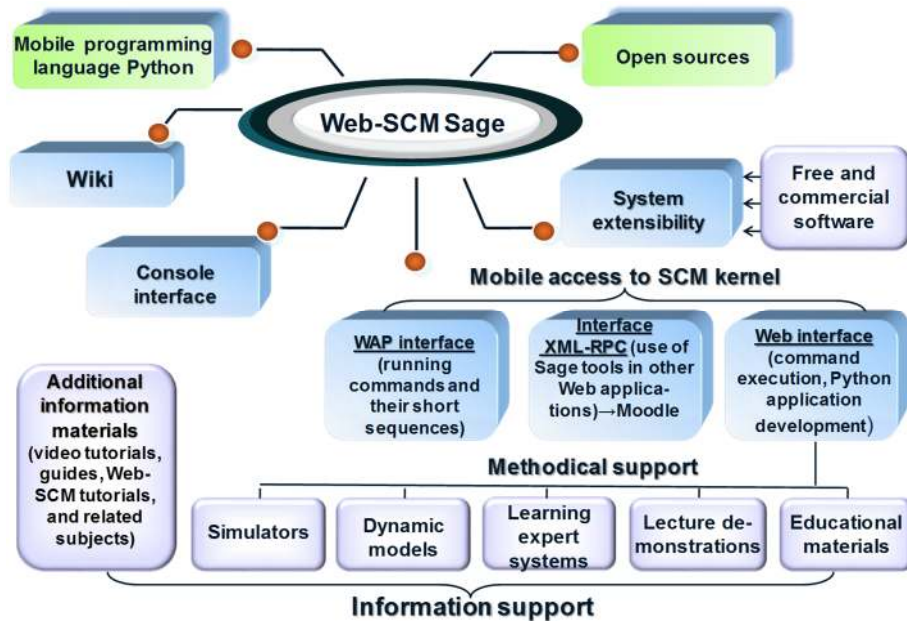 Mobile programming
language Python
Open sources
Web-SCM Sage
Wiki
System
extensibility
Free and
commercial
software
Console
interface
Mobile access to SCM kernel
WAP interface
(running
commands and
their short
sequences)
Interface
XML-RPC (use of
Sage tools in other
Web applica-
tions)→Moodle
Web interface
(command
execution, Python
application
development)
Additional
information
materials
(video tutorials,
guides, Web-
SCM tutorials,
and related
subjects)
Methodical support
Simulators
Dynamic
models
Learning
expert
systems
Lecture de-
monstrations
Educational
materials
Information support